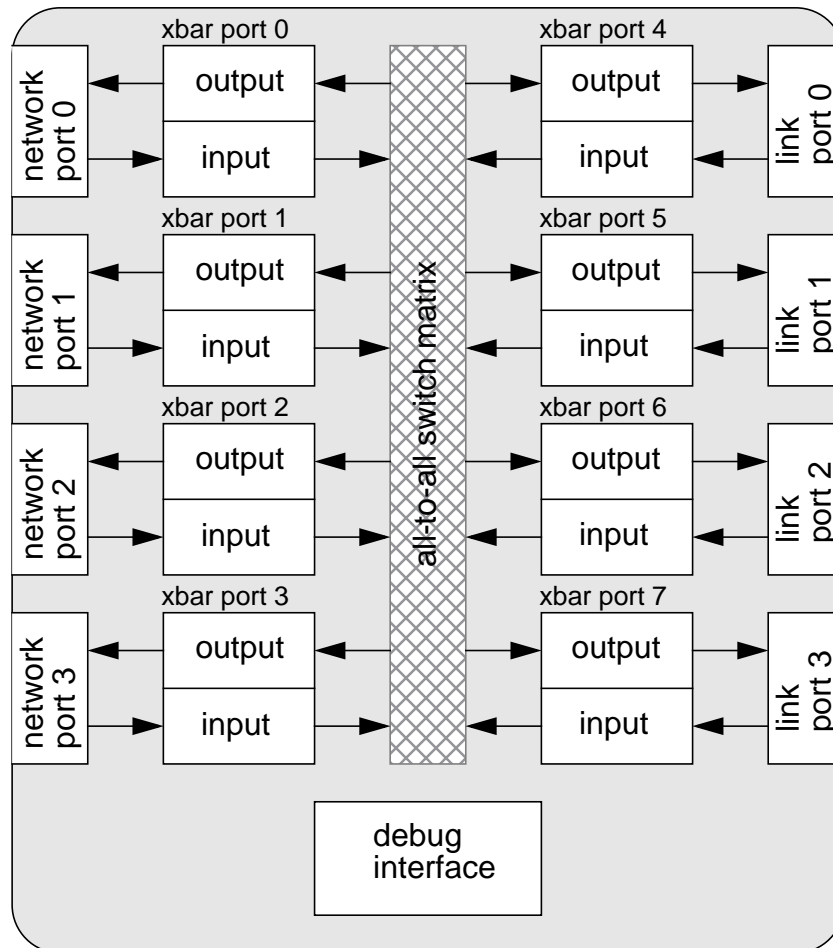 xbar port 0
xbar port 4
network
port 0
output
input
output
input
link
port 0
xbar port 1
xbar port 5
network
port 1
output
input
all-to-all switch matrix
output
input
link
port 1
xbar port 2
xbar port 6
network
port 2
output
input
output
input
link
port 2
xbar port 3
xbar port 7
network
port 3
output
input
output
input
link
port 3
debug
interface